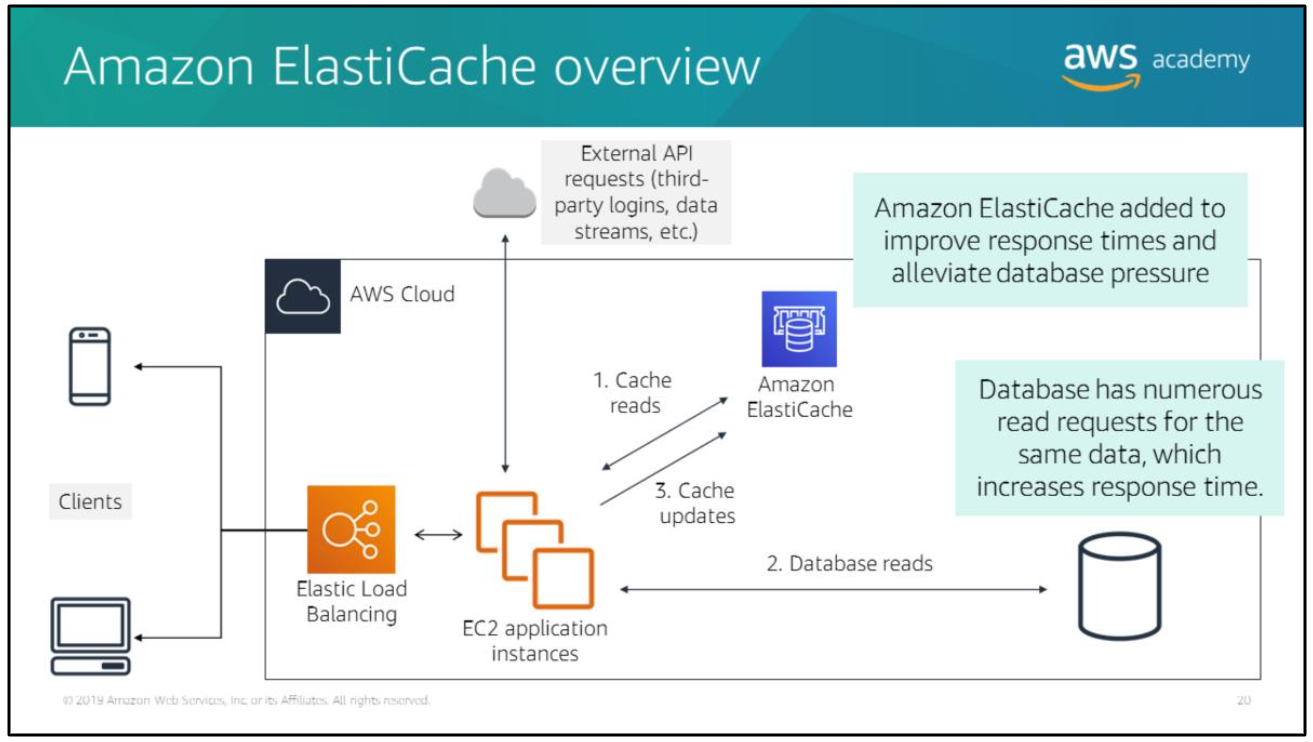 Amazon ElastiCache overview
aws academy
External API
requests (third-
party logins, data
streams, etc.)
Amazon ElastiCache added to
improve response times and
alleviate database pressure
AWS Cloud
1. Cache
reads
Amazon
ElastiCache
Database has numerous
read requests for the
same data, which
increases response time.
Clients
3. Cache
updates
2. Database reads
Elastic Load
Balancing
EC2 application
instances
© 2019 Amazon Web Services, Inc. or its Affiliates. All rights reserved.
20